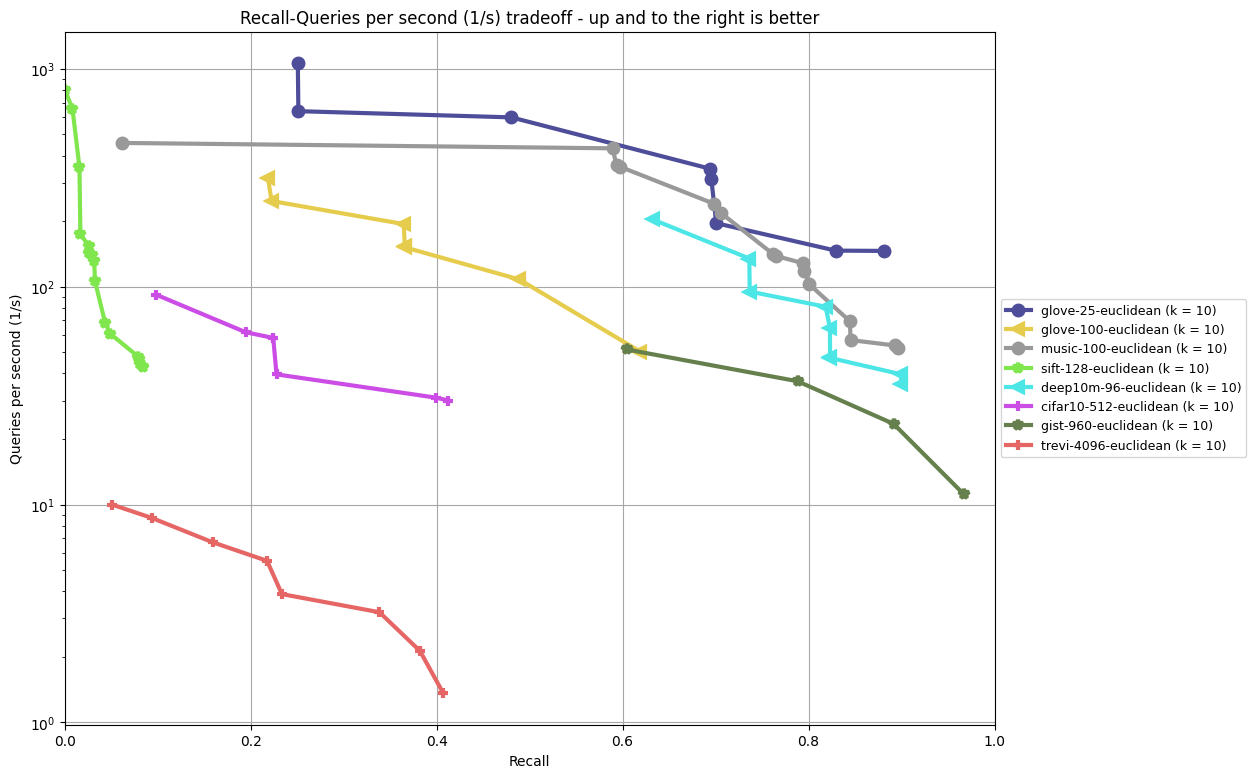 Recall-Queries per second (1/s) tradeoff - up and to the right is better
10³
10²
10¹
10⁰
Queries per second (1/s)
0.0 0.2 0.4 0.6 0.8 1.0
Recall
glove-25-euclidean (k = 10)
glove-100-euclidean (k = 10)
music-100-euclidean (k = 10)
sift-128-euclidean (k = 10)
deep10m-96-euclidean (k = 10)
cifar10-512-euclidean (k = 10)
gist-960-euclidean (k = 10)
trevi-4096-euclidean (k = 10)